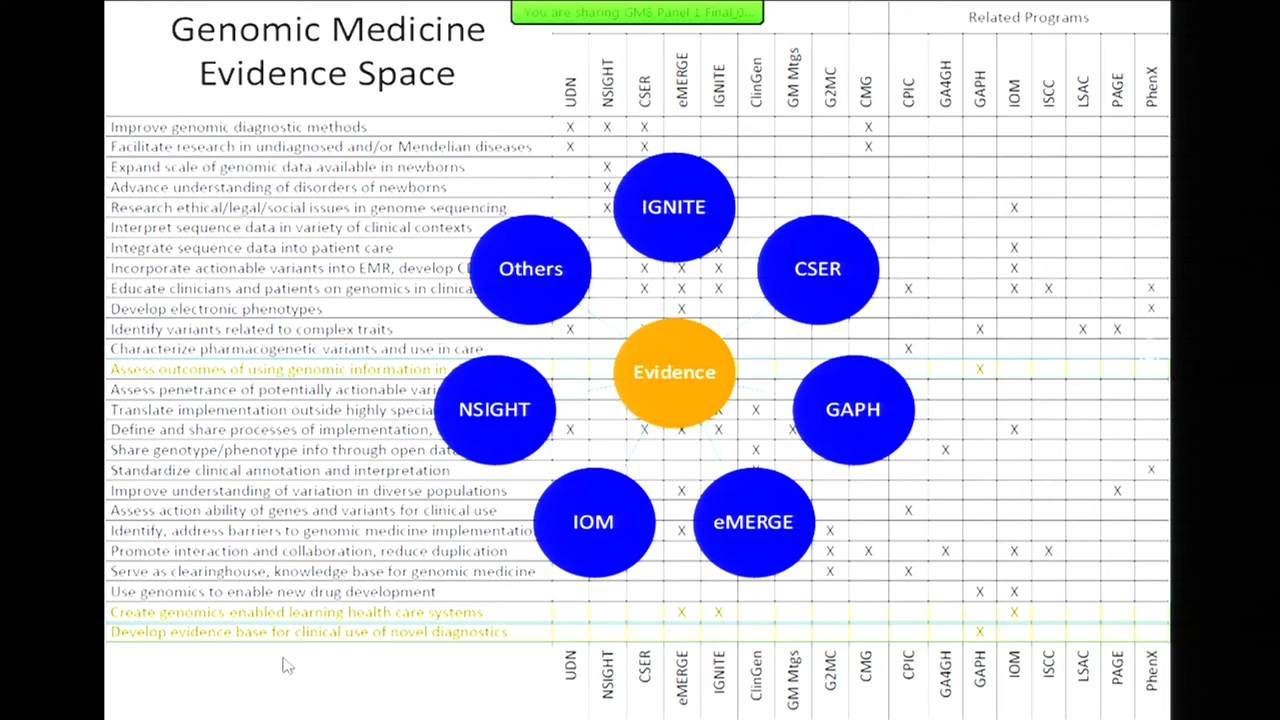 You are sharing GM8 Panel 1 Final_0...
Genomic Medicine
Evidence Space
Related Programs
UDN NSIGHT CSER eMERGE IGNITE ClinGen GM Mtgs G2MC CMG CPIC GA4GH GAPH IOM ISCC LSAC PAGE PhenX
Improve genomic diagnostic methods X X X X
Facilitate research in undiagnosed and/or Mendelian diseases X X X
Expand scale of genomic data available in newborns X
Advance understanding of disorders of newborns X
Research ethical/legal/social issues in genome sequencing X X
Interpret sequence data in variety of clinical contexts
Integrate sequence data into patient care X X
Incorporate actionable variants into EMR, develop X X X X
Educate clinicians and patients on genomics in X X X X X X X
Develop electronic phenotypes X X
Identify variants related to complex traits X X X X
Characterize pharmacogenetic variants and use in care X
Assess outcomes of using genomic information in X
Assess penetrance of potentially actionable
Translate implementation outside highly X X
Define and share processes of implementation, X X X X X X
Share genotype/phenotype info through open X X
Standardize clinical annotation and interpretation X
Improve understanding of variation in diverse populations X X
Assess action ability of genes and variants for clinical use X
Identify, address barriers to genomic medicine X X
Promote interaction and collaboration, reduce duplication X X X X X
Serve as clearinghouse, knowledge base for genomic medicine X X
Use genomics to enable new drug development X X
Create genomics enabled learning health care systems X X X
Develop evidence base for clinical use of novel diagnostics X
IGNITE
Others
CSER
Evidence
NSIGHT
GAPH
IOM
eMERGE
UDN NSIGHT CSER eMERGE IGNITE ClinGen GM Mtgs G2MC CMG CPIC GA4GH GAPH IOM ISCC LSAC PAGE PhenX